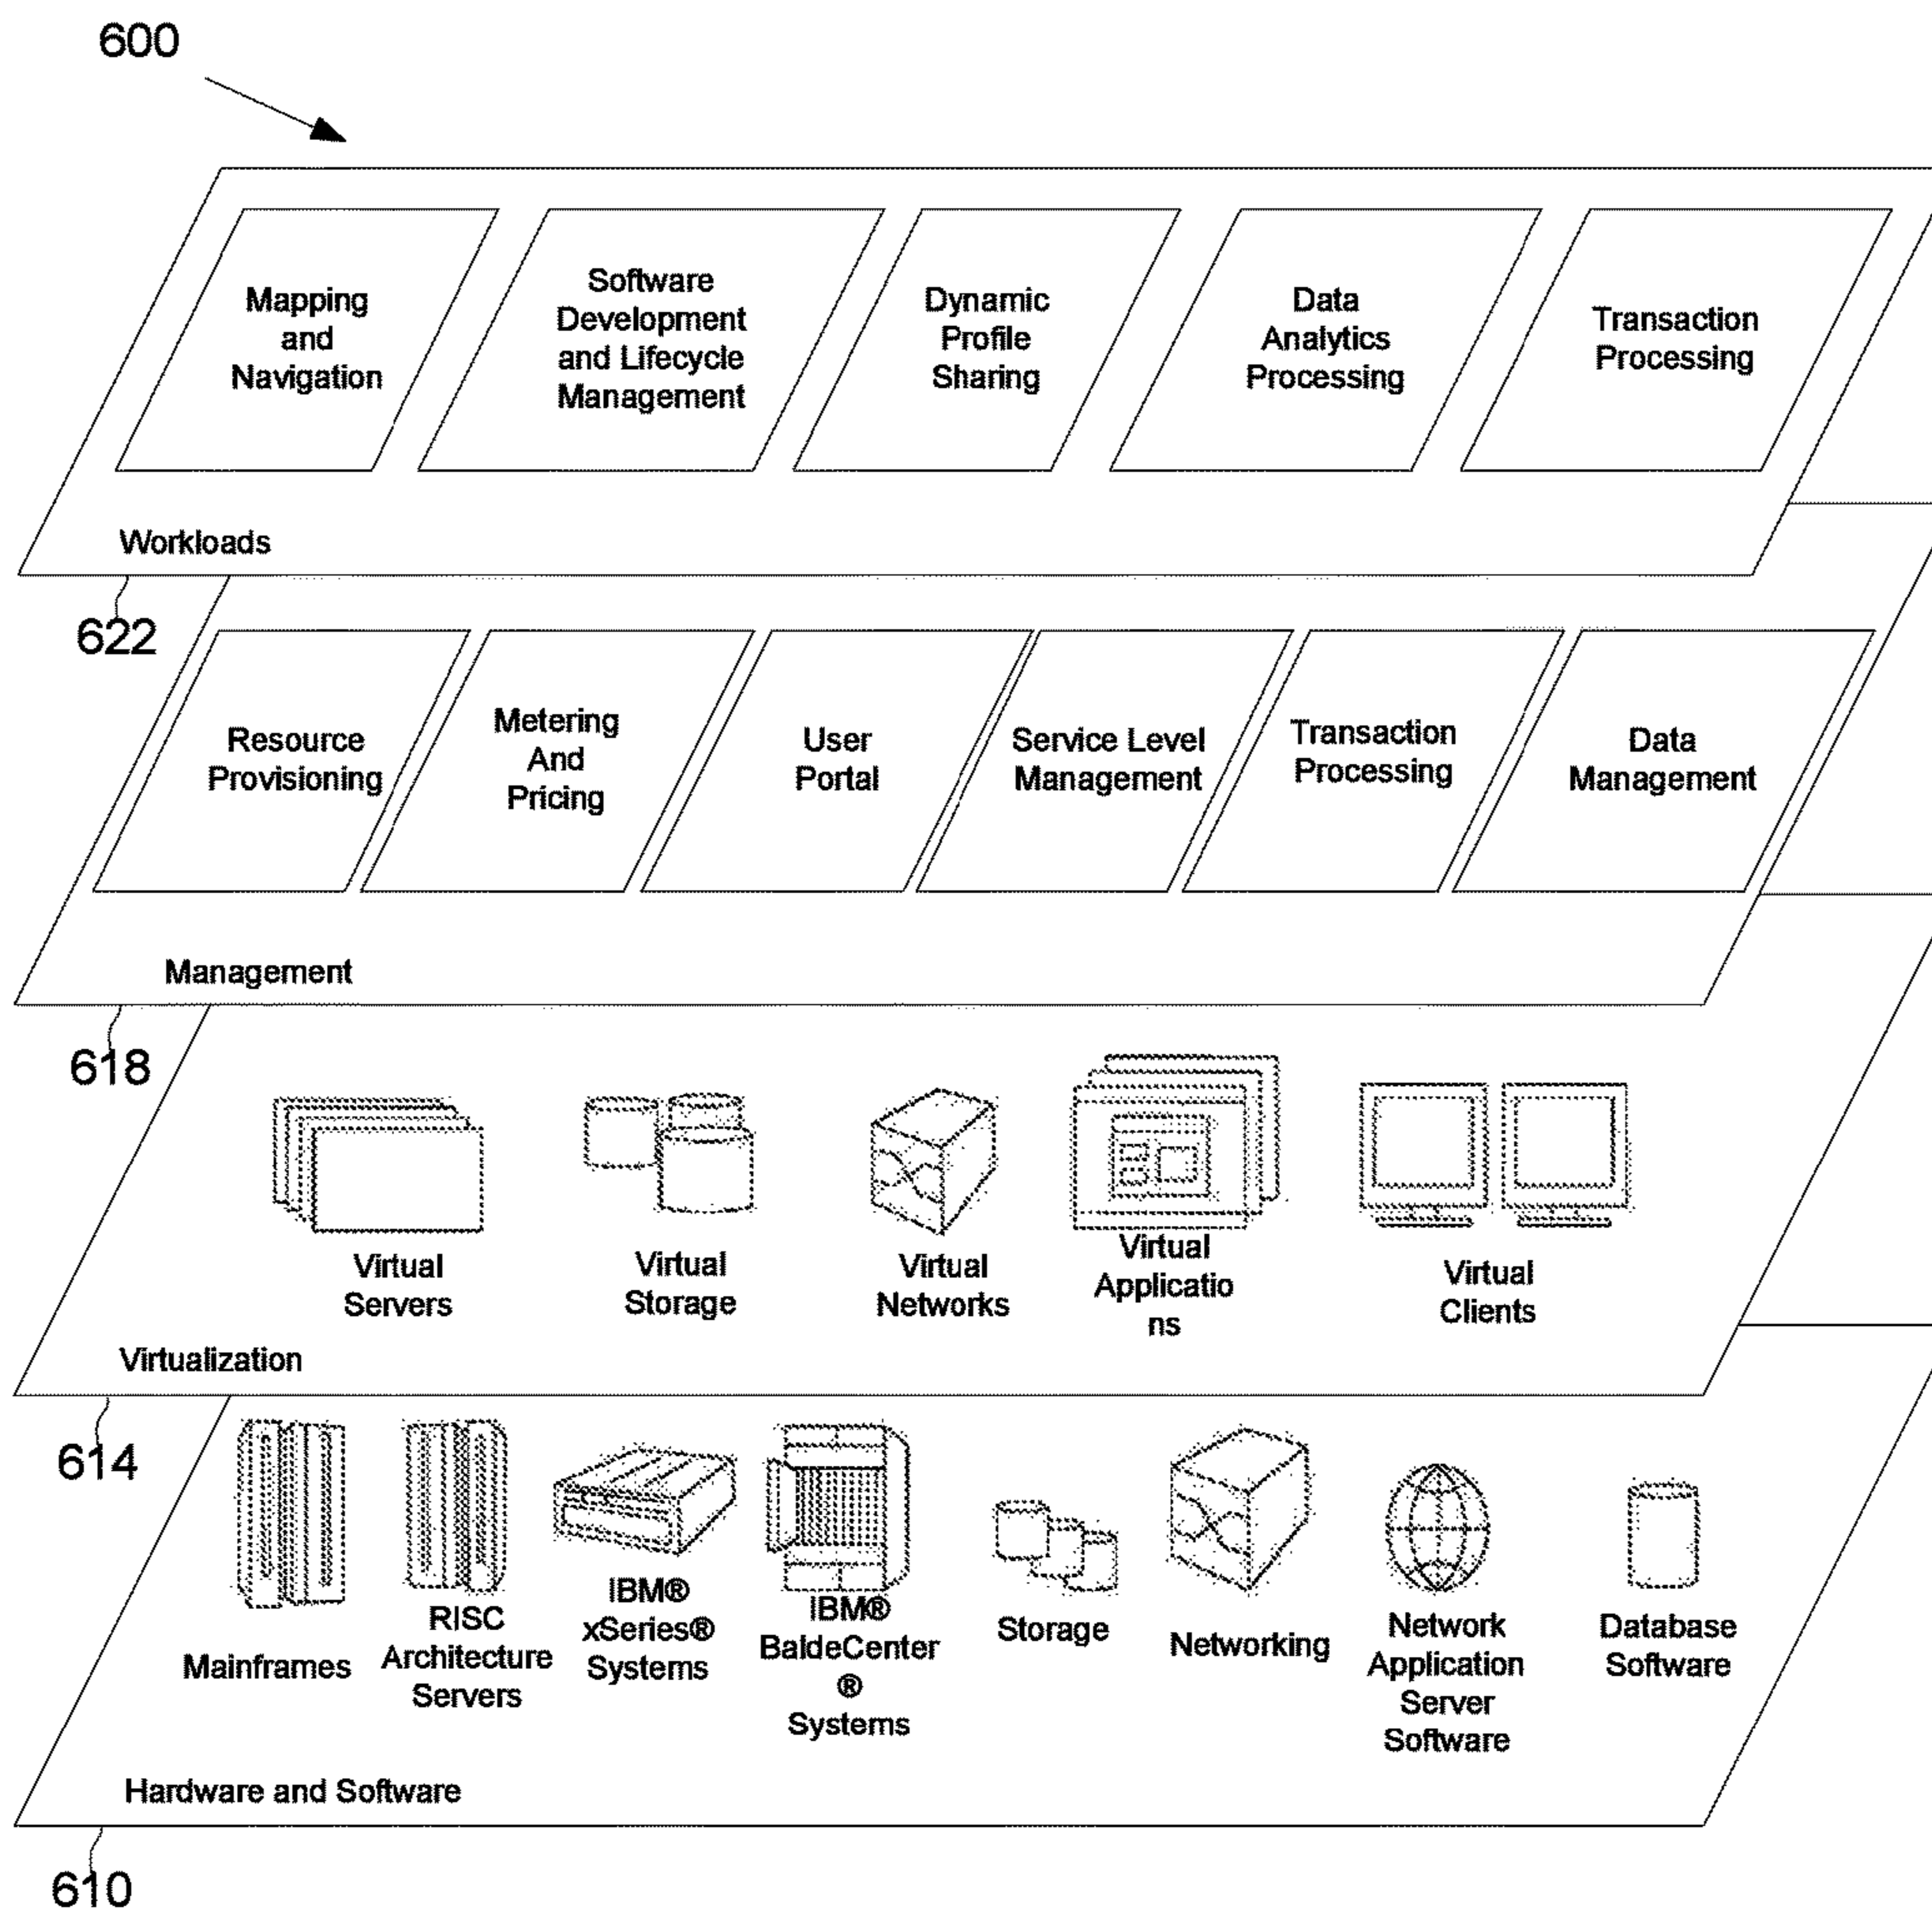 600
Mapping
and
Navigation
Software
Development
and Lifecycle
Management
Dynamic
Profile
Sharing
Data
Analytics
Processing
Transaction
Processing
Workloads
622
Resource
Provisioning
Metering
And
Pricing
User
Portal
Service Level
Management
Transaction
Processing
Data
Management
Management
618
Virtual
Servers
Virtual
Storage
Virtual
Networks
Virtual
Applicatio
ns
Virtual
Clients
Virtualization
614
Mainframes
RISC
Architecture
Servers
IBM®
xSeries®
Systems
IBM®
BaldeCenter
®
Systems
Storage
Networking
Network
Application
Server
Software
Database
Software
Hardware and Software
610